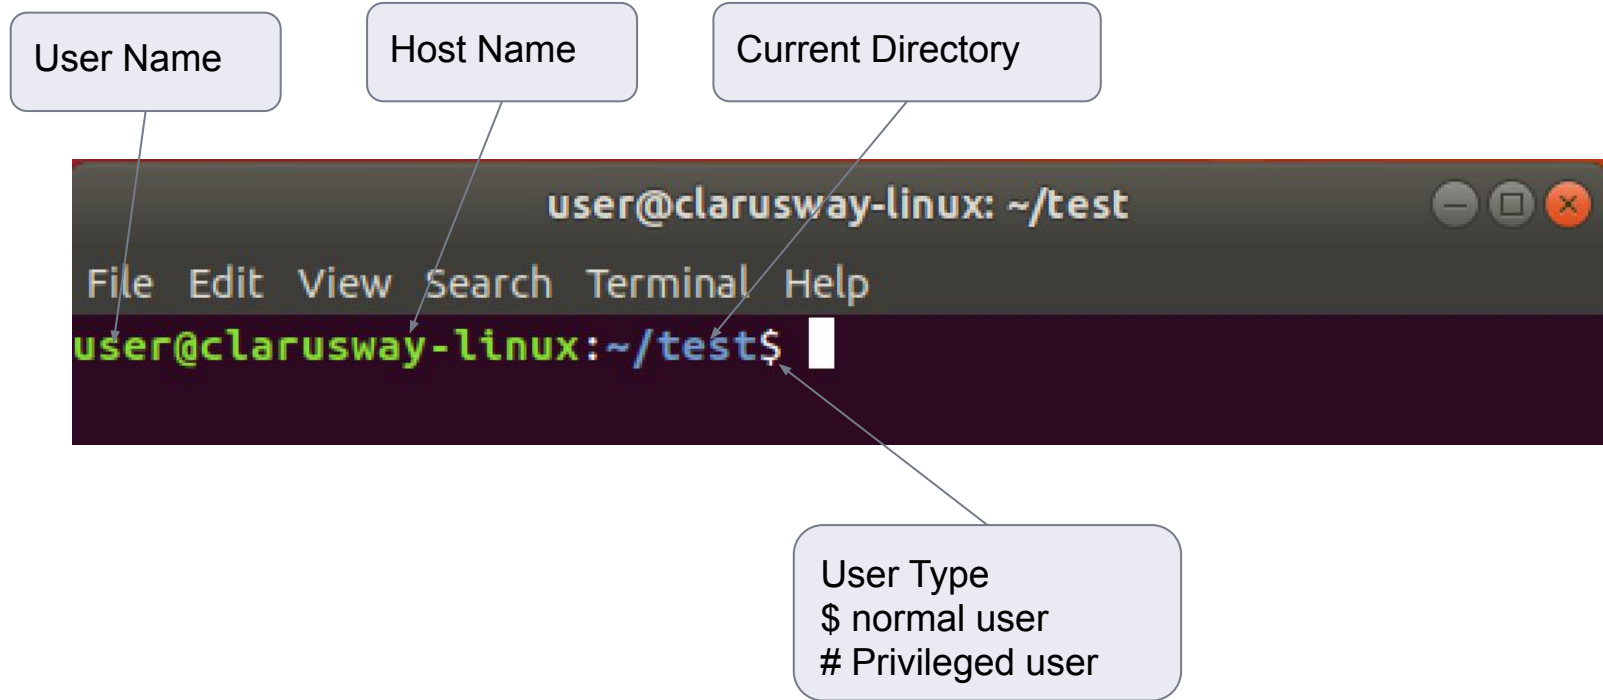 User Name
Host Name
Current Directory
user@clarusway-linux: ~/test
File Edit View Search Terminal Help
user@clarusway-linux:~/test$
User Type
$ normal user
# Privileged user